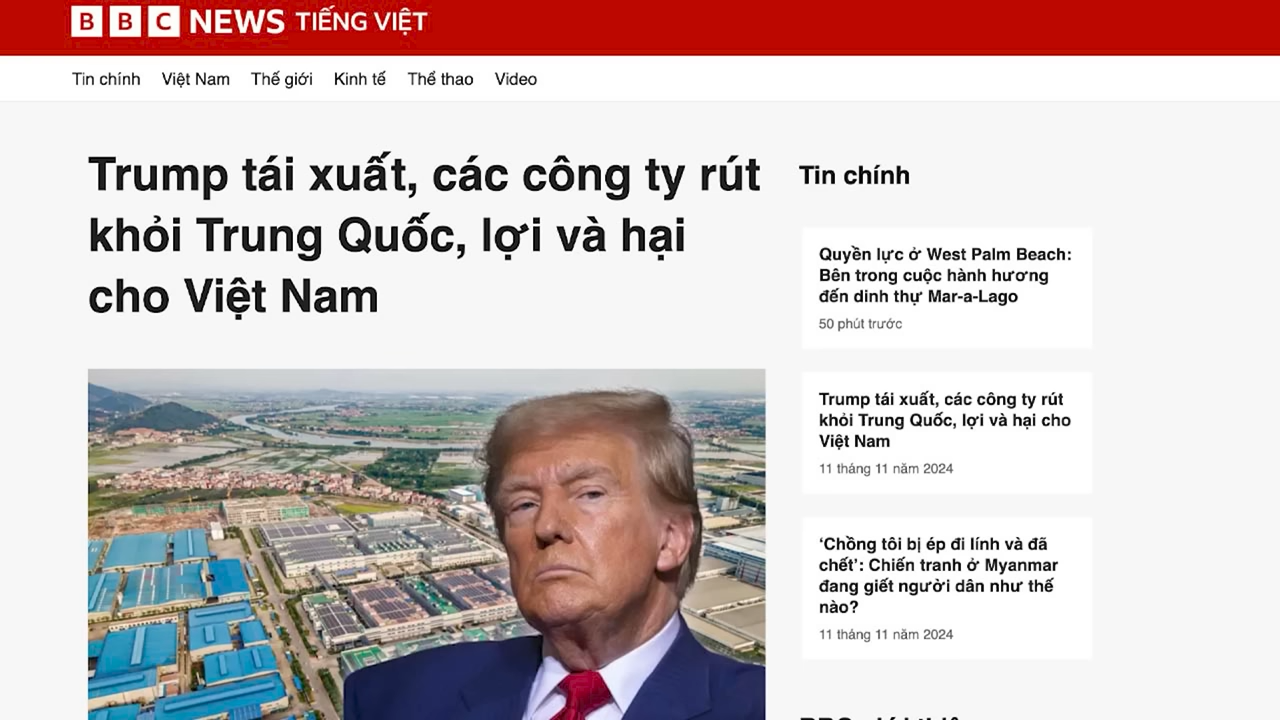 BBC NEWS TIẾNG VIỆT
Tin chính Việt Nam Thế giới Kinh tế Thể thao Video
Trump tái xuất, các công ty rút
khỏi Trung Quốc, lợi và hại
cho Việt Nam
Tin chính
Quyền lực ở West Palm Beach:
Bên trong cuộc hành hương
đến dinh thự Mar-a-Lago
50 phút trước
Trump tái xuất, các công ty rút
khỏi Trung Quốc, lợi và hại cho
Việt Nam
11 tháng 11 năm 2024
‘Chồng tôi bị ép đi lính và đã
chết’: Chiến tranh ở Myanmar
đang giết người dân như thế
nào?
11 tháng 11 năm 2024